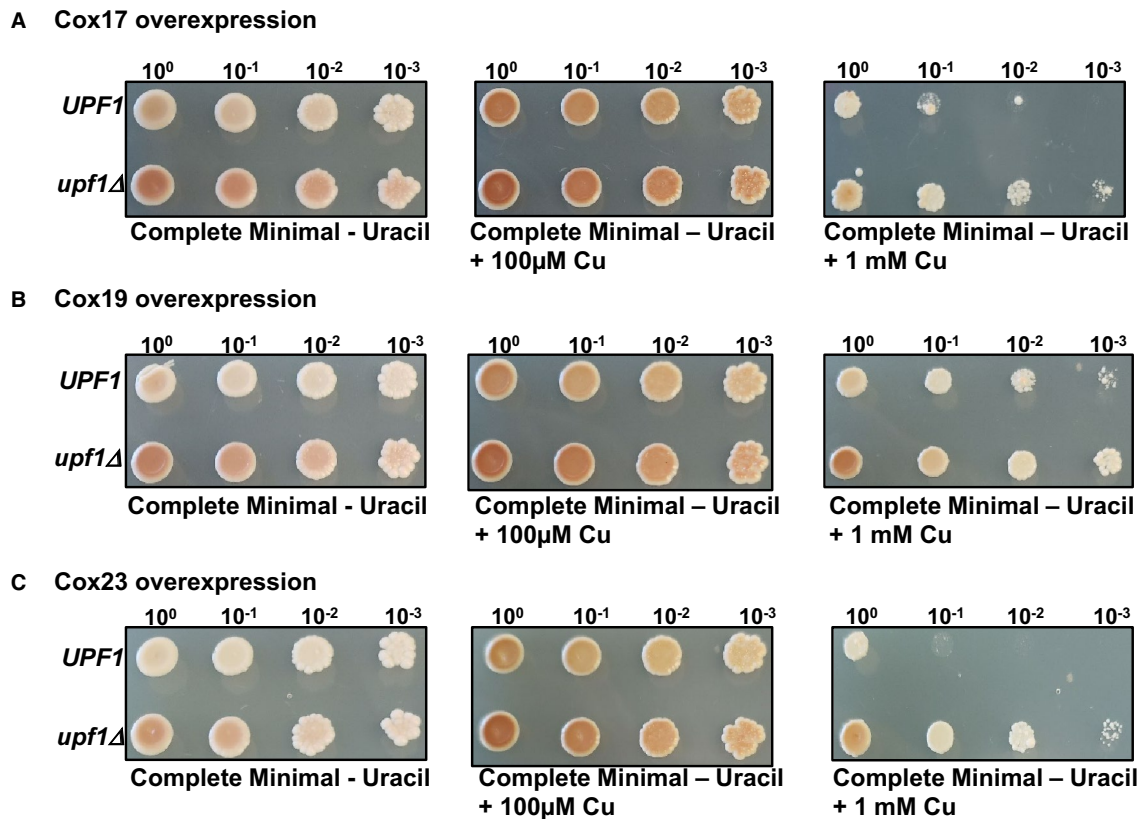 A Cox17 overexpression
10⁰ 10⁻¹ 10⁻² 10⁻³ 10⁰ 10⁻¹ 10⁻² 10⁻³ 10⁰ 10⁻¹ 10⁻² 10⁻³
UPF1
upf1Δ
Complete Minimal - Uracil Complete Minimal – Uracil Complete Minimal – Uracil
+ 100µM Cu + 1 mM Cu
B Cox19 overexpression
10⁰ 10⁻¹ 10⁻² 10⁻³ 10⁰ 10⁻¹ 10⁻² 10⁻³ 10⁰ 10⁻¹ 10⁻² 10⁻³
UPF1
upf1Δ
Complete Minimal - Uracil Complete Minimal – Uracil Complete Minimal – Uracil
+ 100µM Cu + 1 mM Cu
C Cox23 overexpression
10⁰ 10⁻¹ 10⁻² 10⁻³ 10⁰ 10⁻¹ 10⁻² 10⁻³ 10⁰ 10⁻¹ 10⁻² 10⁻³
UPF1
upf1Δ
Complete Minimal - Uracil Complete Minimal – Uracil Complete Minimal – Uracil
+ 100µM Cu + 1 mM Cu